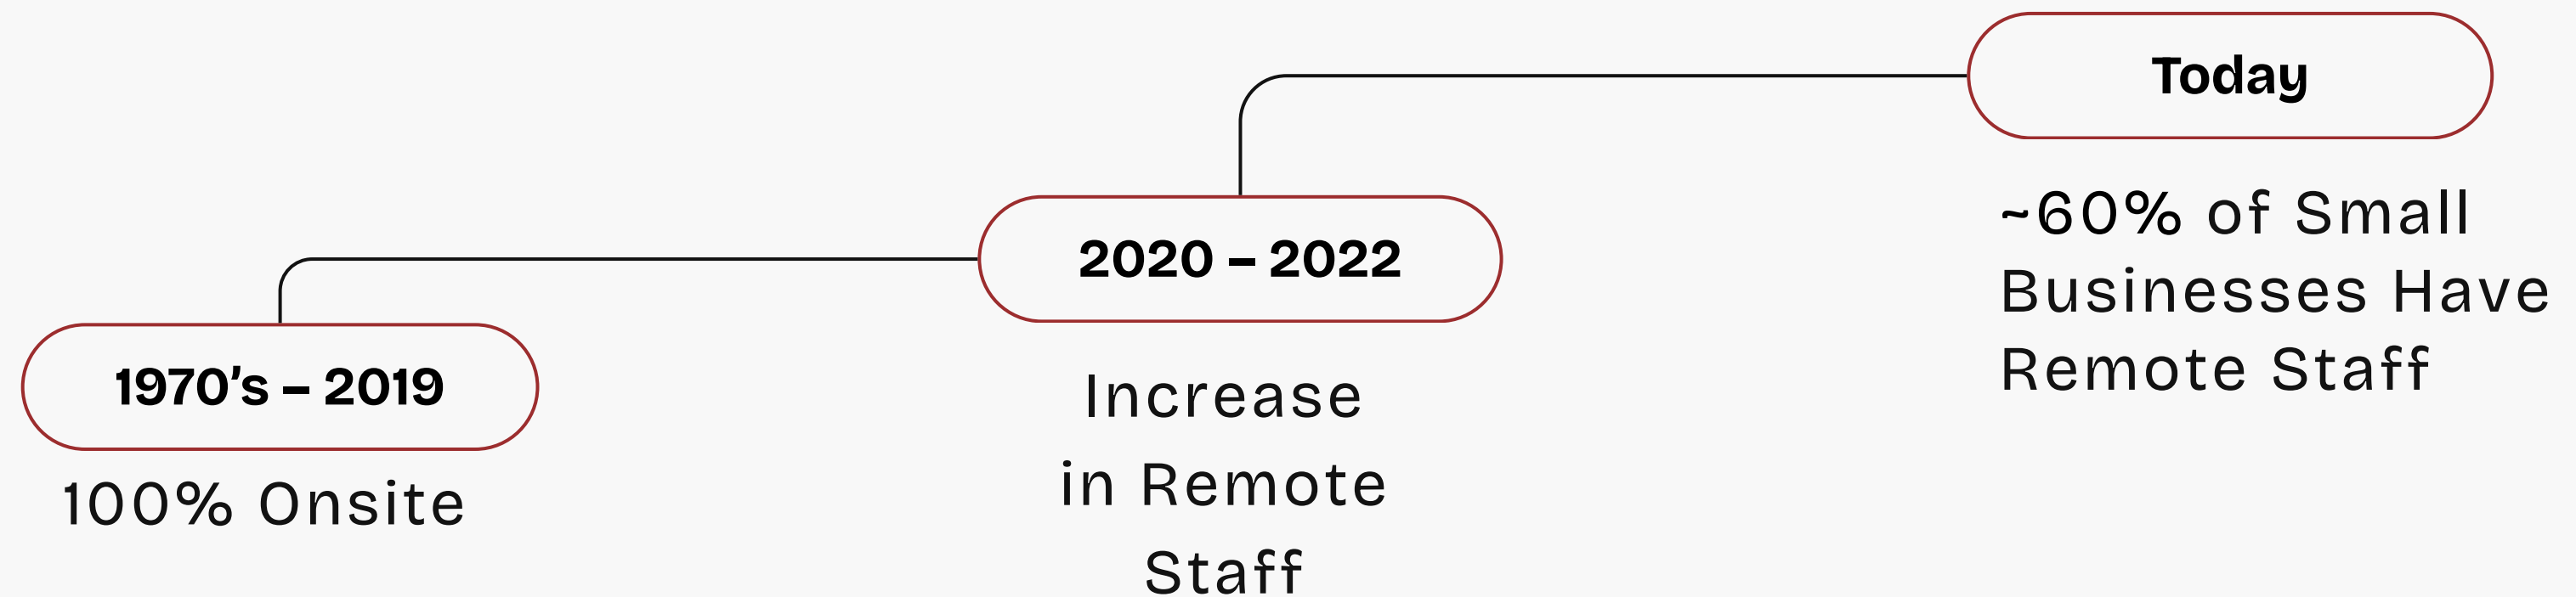 1970's – 2019
100% Onsite
2020 – 2022
Increase
in Remote
Staff
Today
~60% of Small
Businesses Have
Remote Staff